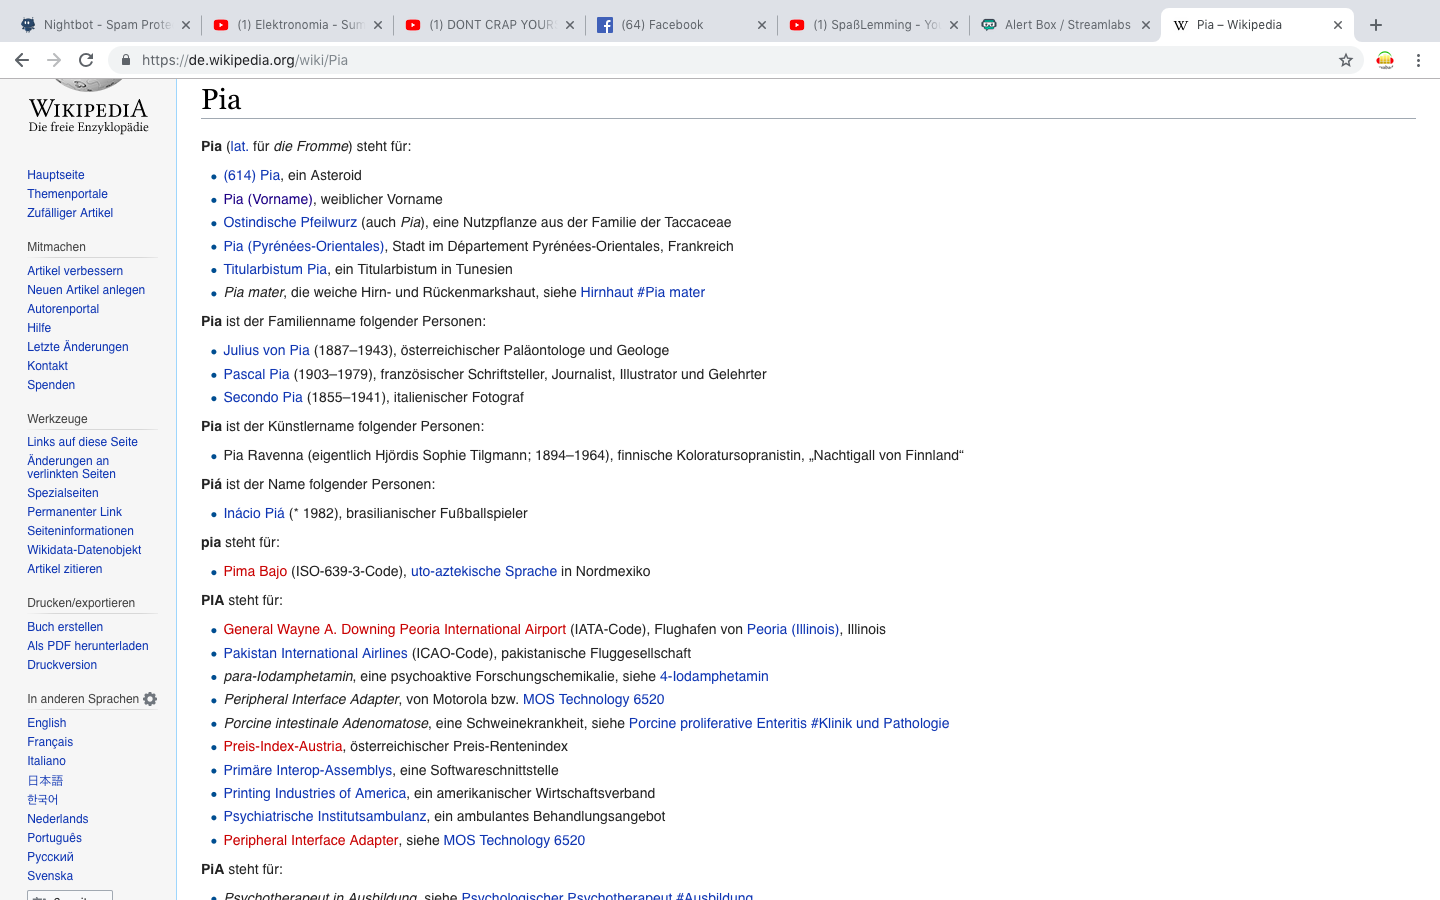 Nightbot - Spam Prote
(1) Elektronomia - Sum
(1) DONT CRAP YOUR
(64) Facebook
(1) SpaßLemming - You
Alert Box / Streamlabs
Pia – Wikipedia
https://de.wikipedia.org/wiki/Pia
WIKIPEDIA
Die freie Enzyklopädie
Hauptseite
Themenportale
Zufälliger Artikel
Mitmachen
Artikel verbessern
Neuen Artikel anlegen
Autorenportal
Hilfe
Letzte Änderungen
Kontakt
Spenden
Werkzeuge
Links auf diese Seite
Änderungen an
verlinkten Seiten
Spezialseiten
Permanenter Link
Seiteninformationen
Wikidata-Datenobjekt
Artikel zitieren
Drucken/exportieren
Buch erstellen
Als PDF herunterladen
Druckversion
In anderen Sprachen
English
Français
Italiano
日本語
한국어
Nederlands
Português
Русский
Svenska
Pia
Pia (lat. für die Fromme) steht für:
(614) Pia, ein Asteroid
Pia (Vorname), weiblicher Vorname
Ostindische Pfeilwurz (auch Pia), eine Nutzpflanze aus der Familie der Taccaceae
Pia (Pyrénées-Orientales), Stadt im Département Pyrénées-Orientales, Frankreich
Titularbistum Pia, ein Titularbistum in Tunesien
Pia mater, die weiche Hirn- und Rückenmarkshaut, siehe Hirnhaut #Pia mater
Pia ist der Familienname folgender Personen:
Julius von Pia (1887–1943), österreichischer Paläontologe und Geologe
Pascal Pia (1903–1979), französischer Schriftsteller, Journalist, Illustrator und Gelehrter
Secondo Pia (1855–1941), italienischer Fotograf
Pia ist der Künstlername folgender Personen:
Pia Ravenna (eigentlich Hjördis Sophie Tilgmann; 1894–1964), finnische Koloratursopranistin, „Nachtigall von Finnland“
Piá ist der Name folgender Personen:
Inácio Piá (* 1982), brasilianischer Fußballspieler
pia steht für:
Pima Bajo (ISO-639-3-Code), uto-aztekische Sprache in Nordmexiko
PIA steht für:
General Wayne A. Downing Peoria International Airport (IATA-Code), Flughafen von Peoria (Illinois), Illinois
Pakistan International Airlines (ICAO-Code), pakistanische Fluggesellschaft
para-Iodamphetamin, eine psychoaktive Forschungschemikalie, siehe 4-Iodamphetamin
Peripheral Interface Adapter, von Motorola bzw. MOS Technology 6520
Porcine intestinale Adenomatose, eine Schweinekrankheit, siehe Porcine proliferative Enteritis #Klinik und Pathologie
Preis-Index-Austria, österreichischer Preis-Rentenindex
Primäre Interop-Assemblys, eine Softwareschnittstelle
Printing Industries of America, ein amerikanischer Wirtschaftsverband
Psychiatrische Institutsambulanz, ein ambulantes Behandlungsangebot
Peripheral Interface Adapter, siehe MOS Technology 6520
PiA steht für:
Psychotherapeut in Ausbildung, siehe Psychologischer Psychotherapeut #Ausbildung